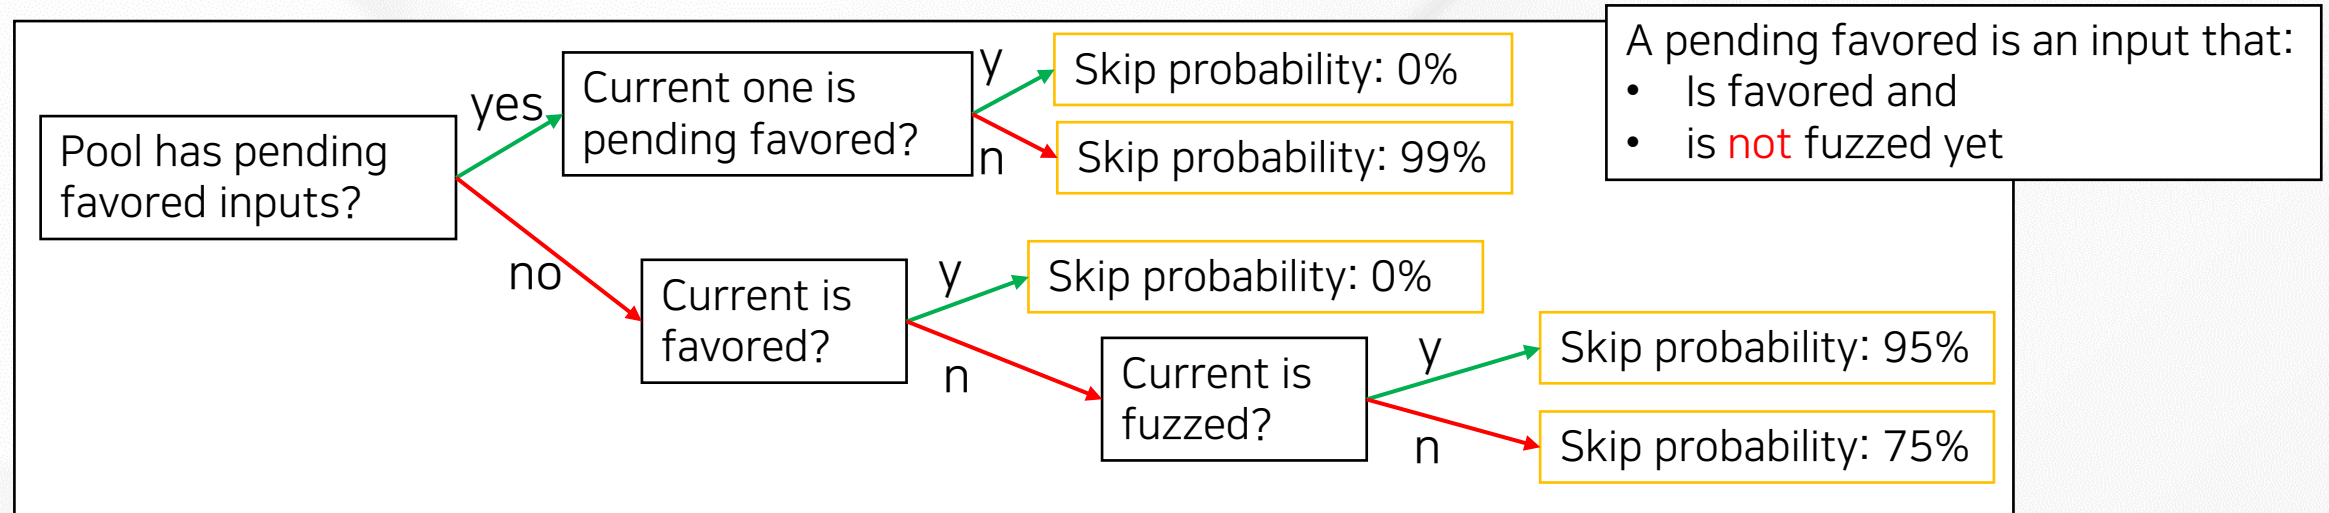 Pool has pending
favored inputs?
yes
Current one is
pending favored?
y
Skip probability: 0%
n
Skip probability: 99%
no
Current is
favored?
y
Skip probability: 0%
n
Current is
fuzzed?
y
Skip probability: 95%
n
Skip probability: 75%
A pending favored is an input that:
• Is favored and
• is not fuzzed yet